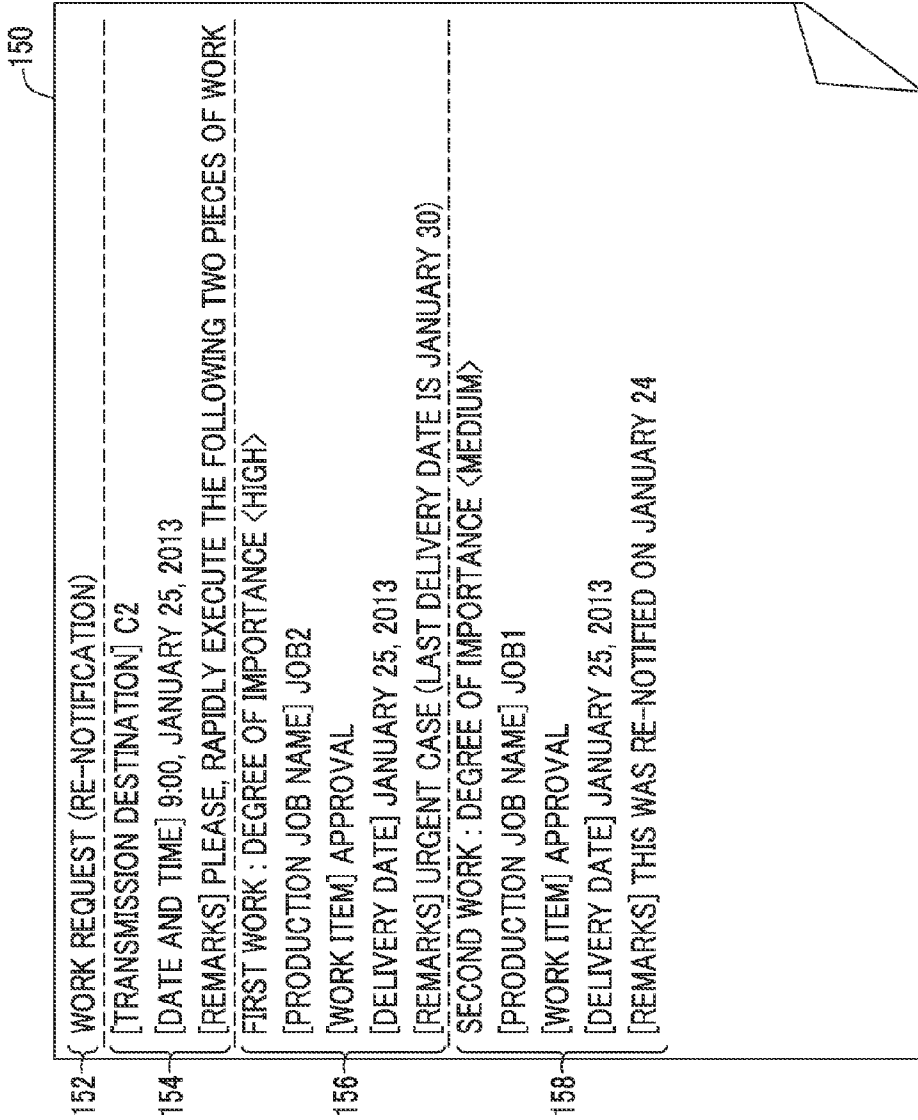 150
152 WORK REQUEST (RE-NOTIFICATION)
[TRANSMISSION DESTINATION] C2
154 [DATE AND TIME] 9:00, JANUARY 25, 2013
[REMARKS] PLEASE, RAPIDLY EXECUTE THE FOLLOWING TWO PIECES OF WORK
FIRST WORK : DEGREE OF IMPORTANCE <HIGH>
[PRODUCTION JOB NAME] JOB2
156 [WORK ITEM] APPROVAL
[DELIVERY DATE] JANUARY 25, 2013
[REMARKS] URGENT CASE (LAST DELIVERY DATE IS JANUARY 30)
SECOND WORK : DEGREE OF IMPORTANCE <MEDIUM>
[PRODUCTION JOB NAME] JOB1
158 [WORK ITEM] APPROVAL
[DELIVERY DATE] JANUARY 25, 2013
[REMARKS] THIS WAS RE-NOTIFIED ON JANUARY 24